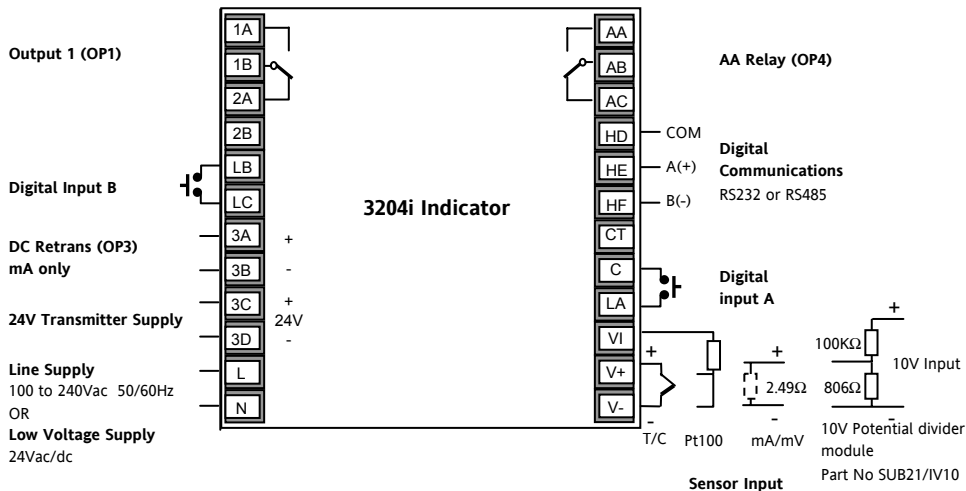 Output 1 (OP1)
Digital Input B
DC Retrans (OP3)
mA only
24V Transmitter Supply
Line Supply
100 to 240Vac 50/60Hz
OR
Low Voltage Supply
24Vac/dc
1A
1B
2A
2B
LB
LC
3A
3B
3C
3D
L
N
+
-
+
24V
-
3204i Indicator
AA
AB
AC
HD
HE
HF
CT
C
LA
VI
V+
V-
AA Relay (OP4)
COM
A(+)
B(-)
Digital
Communications
RS232 or RS485
Digital
input A
+
-
T/C
Pt100
+
2.49Ω
-
mA/mV
+
100KΩ
10V Input
806Ω
-
10V Potential divider
module
Part No SUB21/IV10
Sensor Input